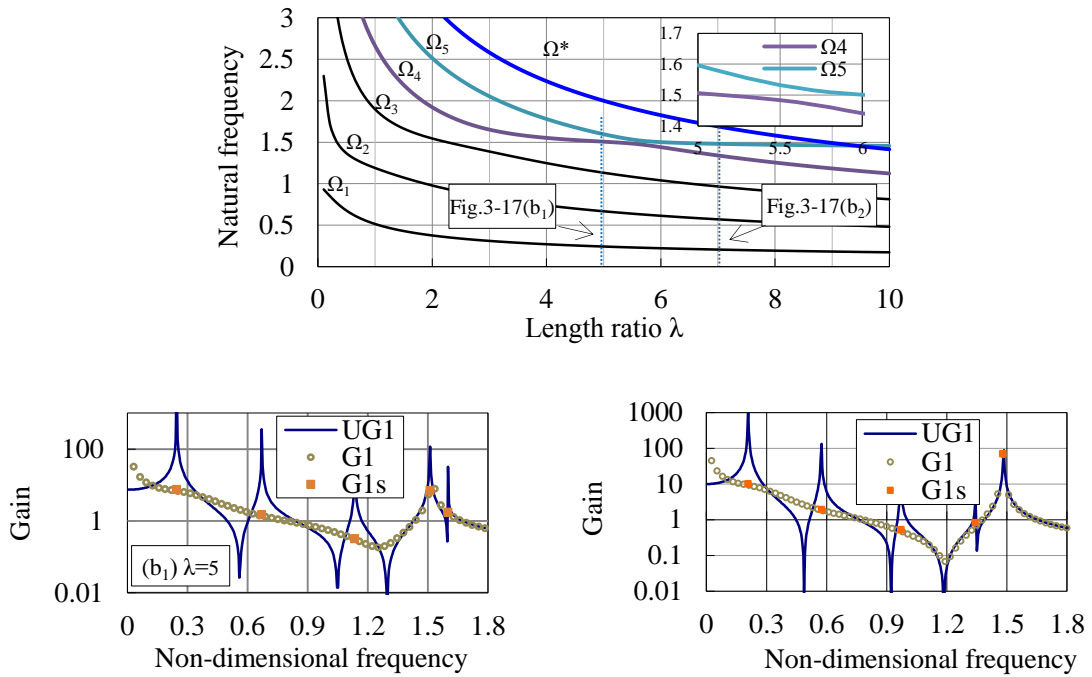 3
2.5
2
1.5
1
0.5
0
Natural frequency
Ω1
Ω2
Ω3
Ω4
Ω5
Ω*
1.7
1.6
1.5
1.4
5
5.5
6
Ω4
Ω5
Fig.3-17(b1)
Fig.3-17(b2)
0 2 4 6 8 10
Length ratio λ
100
1
0.01
Gain
UG1
G1
G1s
(b1) λ=5
0 0.3 0.6 0.9 1.2 1.5 1.8
Non-dimensional frequency
1000
100
10
1
0.1
0.01
Gain
UG1
G1
G1s
0 0.3 0.6 0.9 1.2 1.5 1.8
Non-dimensional frequency